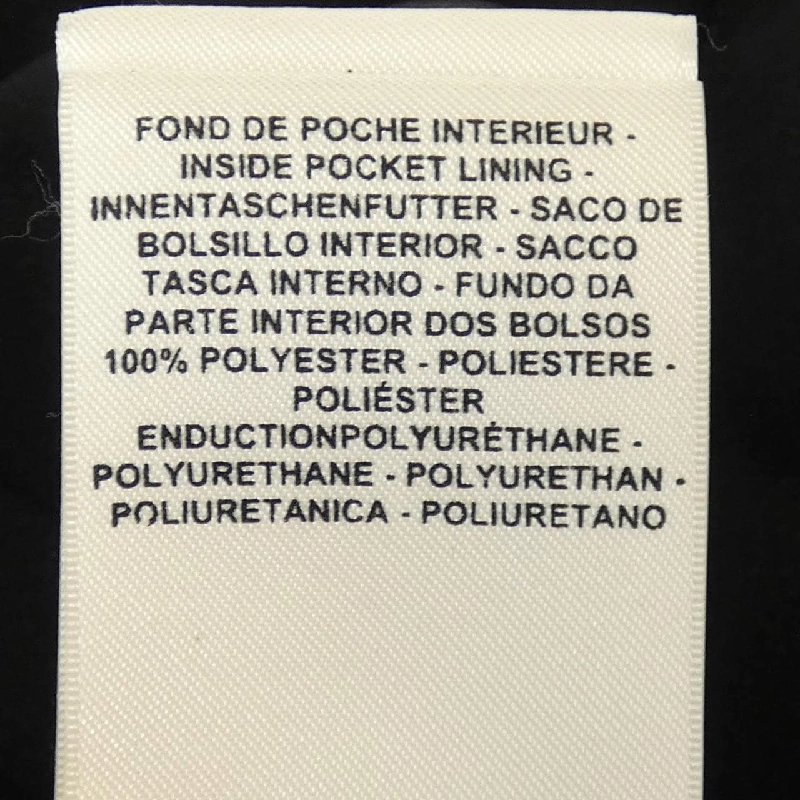 FOND DE POCHE INTERIEUR -
INSIDE POCKET LINING -
INNENTASCHENFUTTER - SACO DE
BOLSILLO INTERIOR - SACCO
TASCA INTERNO - FUNDO DA
PARTE INTERIOR DOS BOLSOS
100% POLYESTER - POLIESTERE -
POLIÉSTER
ENDUCTIONPOLYURÉTHANE -
POLYURETHANE - POLYURETHAN -
POLIURETANICA - POLIURETANO